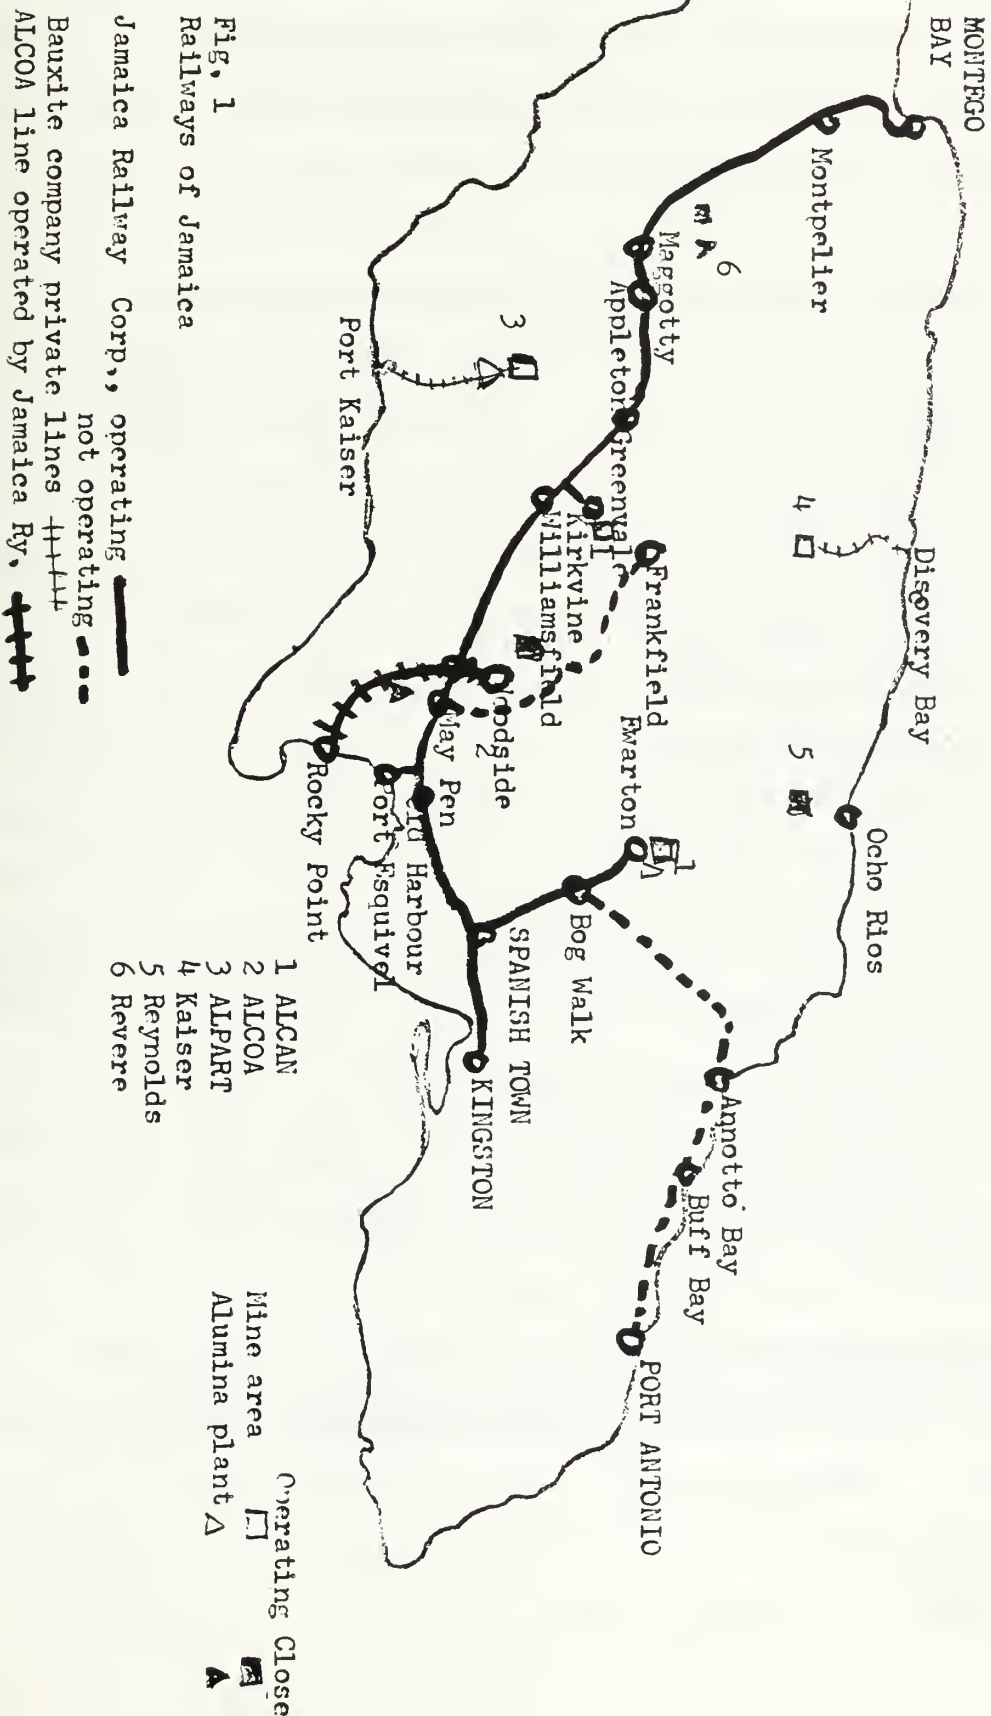 MONTEGO
BAY
Montpelier
6
Maggotty
Appleton
Greenvale
Kirkvine
1
Williamsfield
Frankfield
3
Port Kaiser
4
Discovery Bay
5
Ocho Rios
Woodside
2
May Pen
Harbour
Port Esquivel
Rocky Point
Ewarton
1
Bog Walk
SPANISH TOWN
KINGSTON
Annotto Bay
Buff Bay
PORT ANTONIO
Fig. 1
Railways of Jamaica
Jamaica Railway Corp., operating
not operating
Bauxite company private lines
ALCOA line operated by Jamaica Ry.
1 ALCAN
2 ALCOA
3 ALPART
4 Kaiser
5 Reynolds
6 Revere
Operating Close
Mine area
Alumina plant